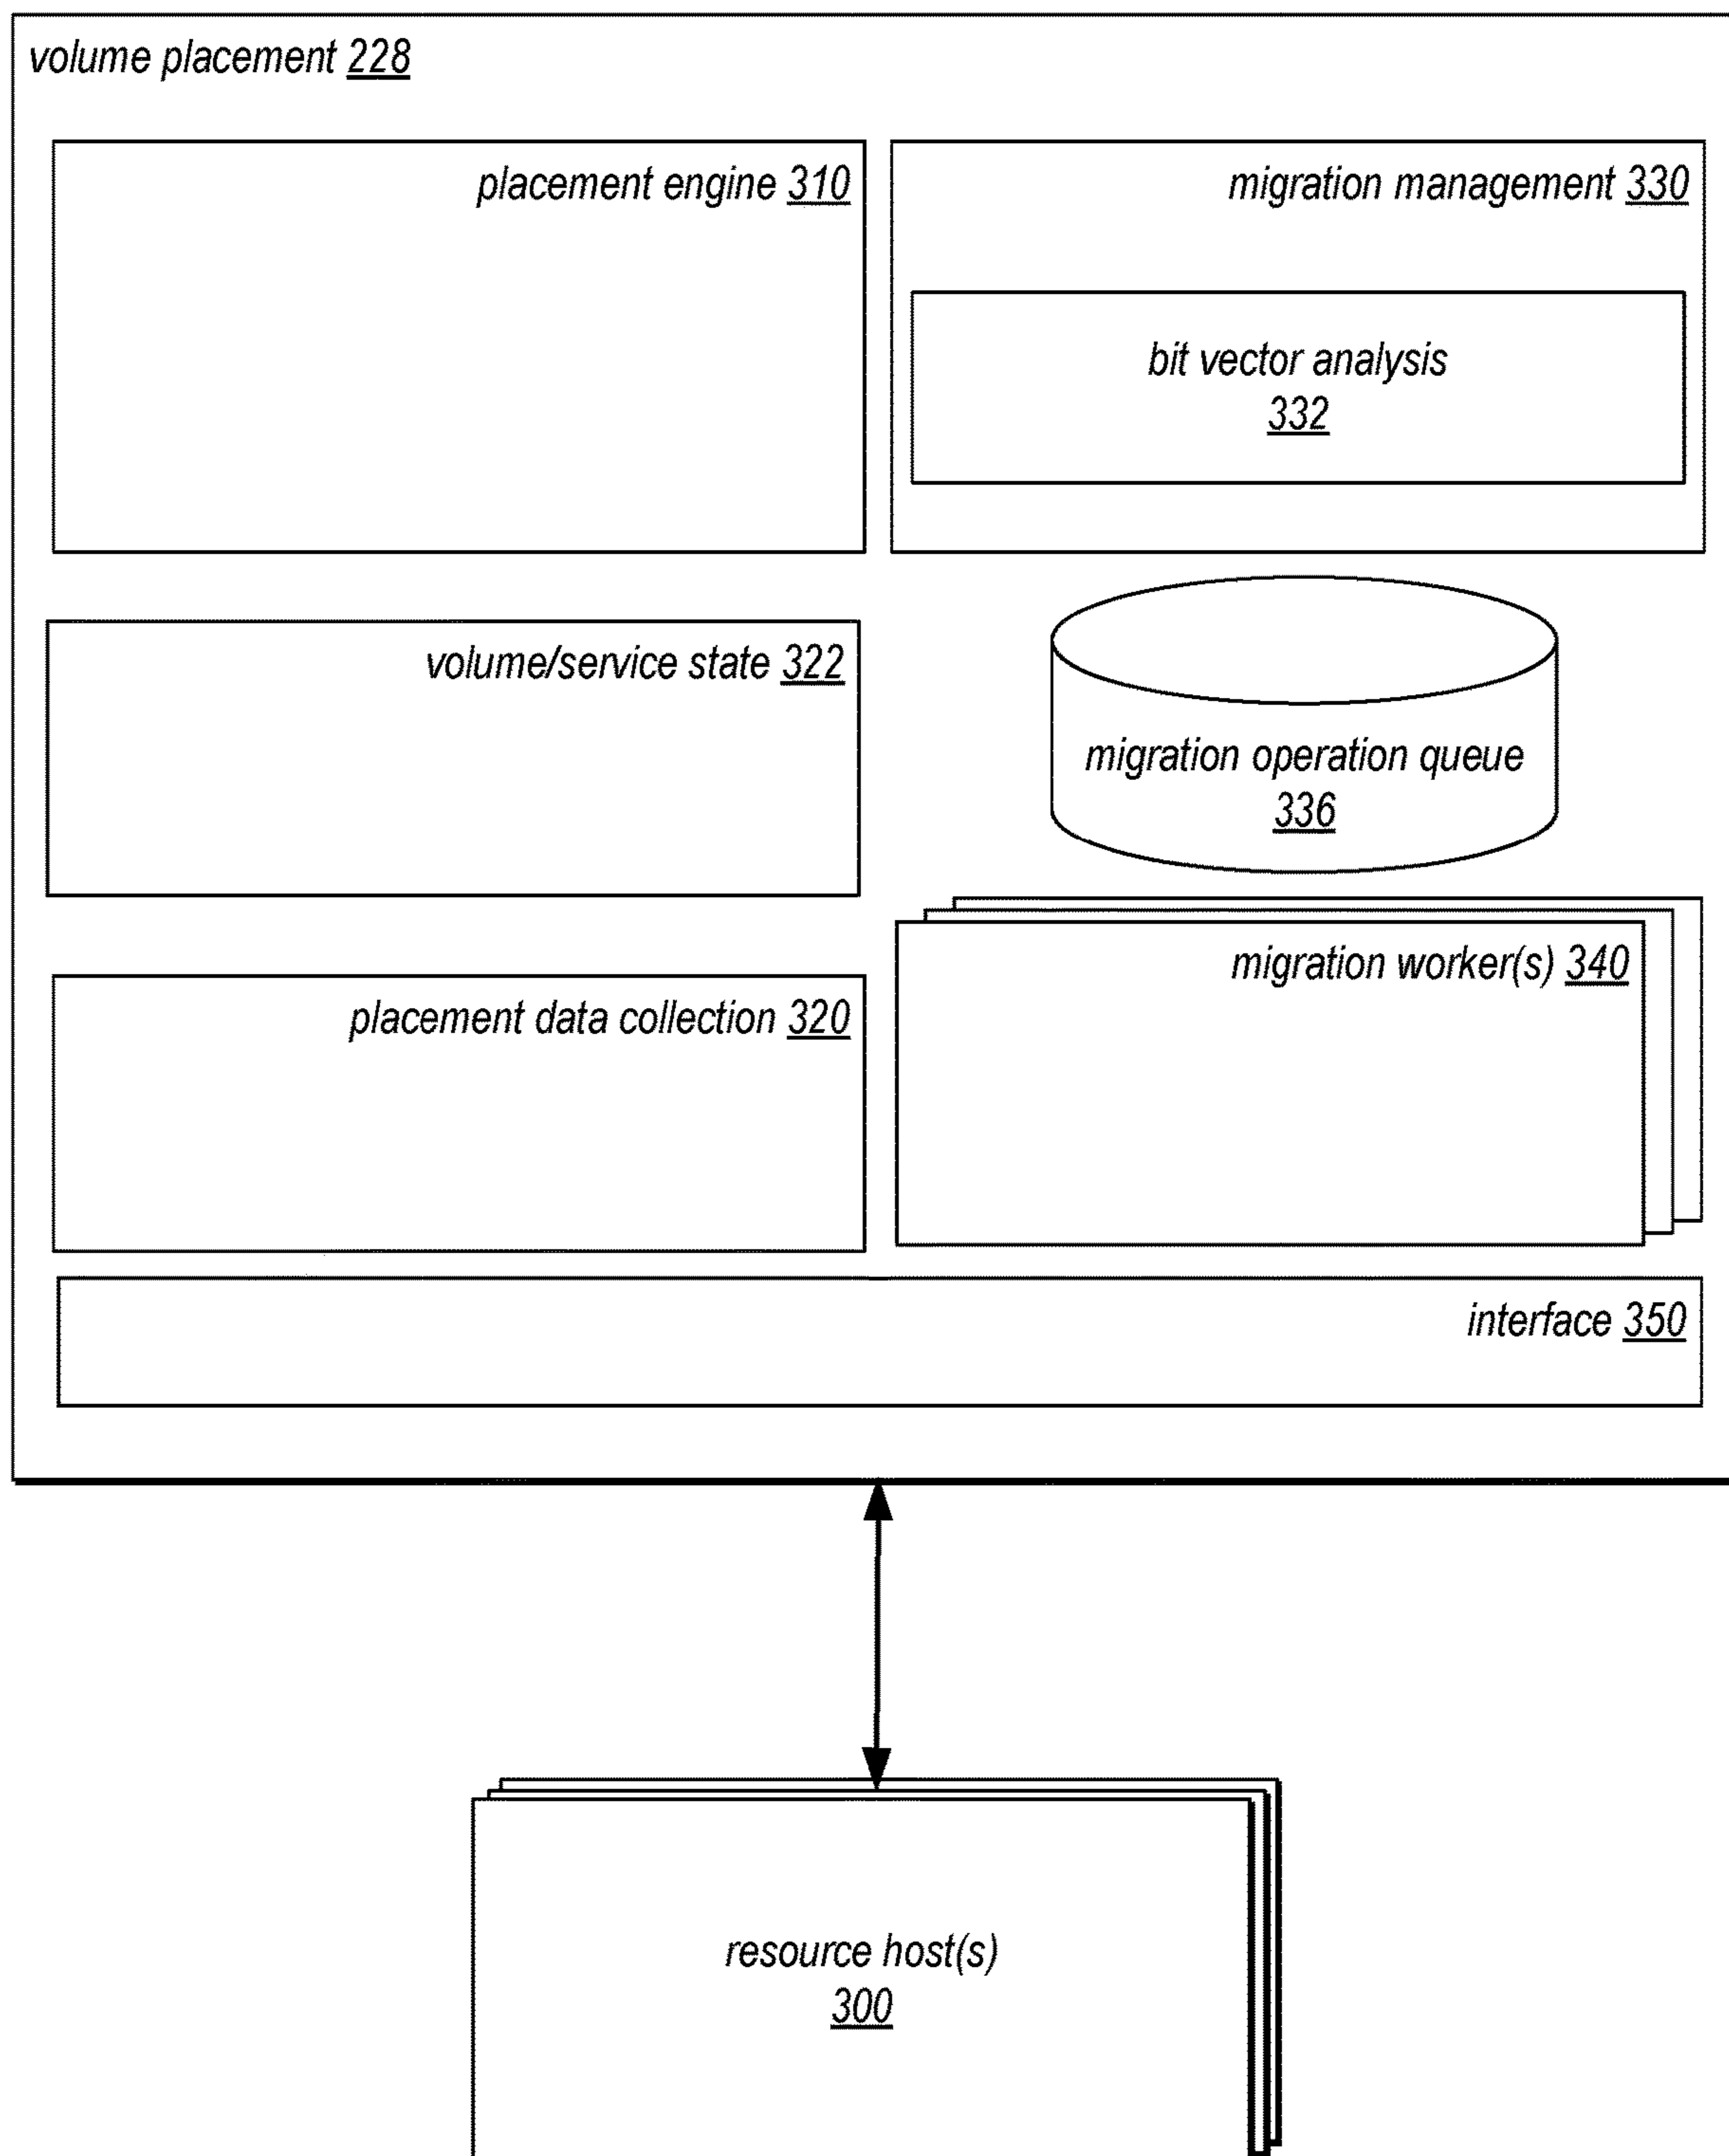 volume placement 228
placement engine 310
migration management 330
bit vector analysis
332
volume/service state 322
migration operation queue
336
placement data collection 320
migration worker(s) 340
interface 350
resource host(s)
300